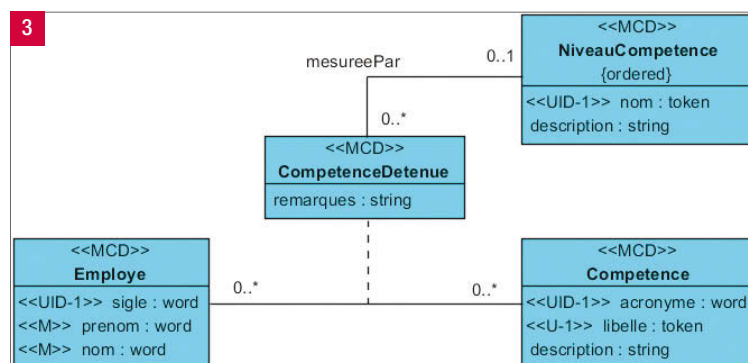 3
<<MCD>>
NiveauCompetence
{ordered}
<<UID-1>> nom : token
description : string
mesureePar
0..1
0..*
<<MCD>>
CompetenceDetenue
remarques : string
<<MCD>>
Employe
<<UID-1>> sigle : word
<<M>> prenom : word
<<M>> nom : word
0..*
0..*
<<MCD>>
Competence
<<UID-1>> acronyme : word
<<U-1>> libelle : token
description : string